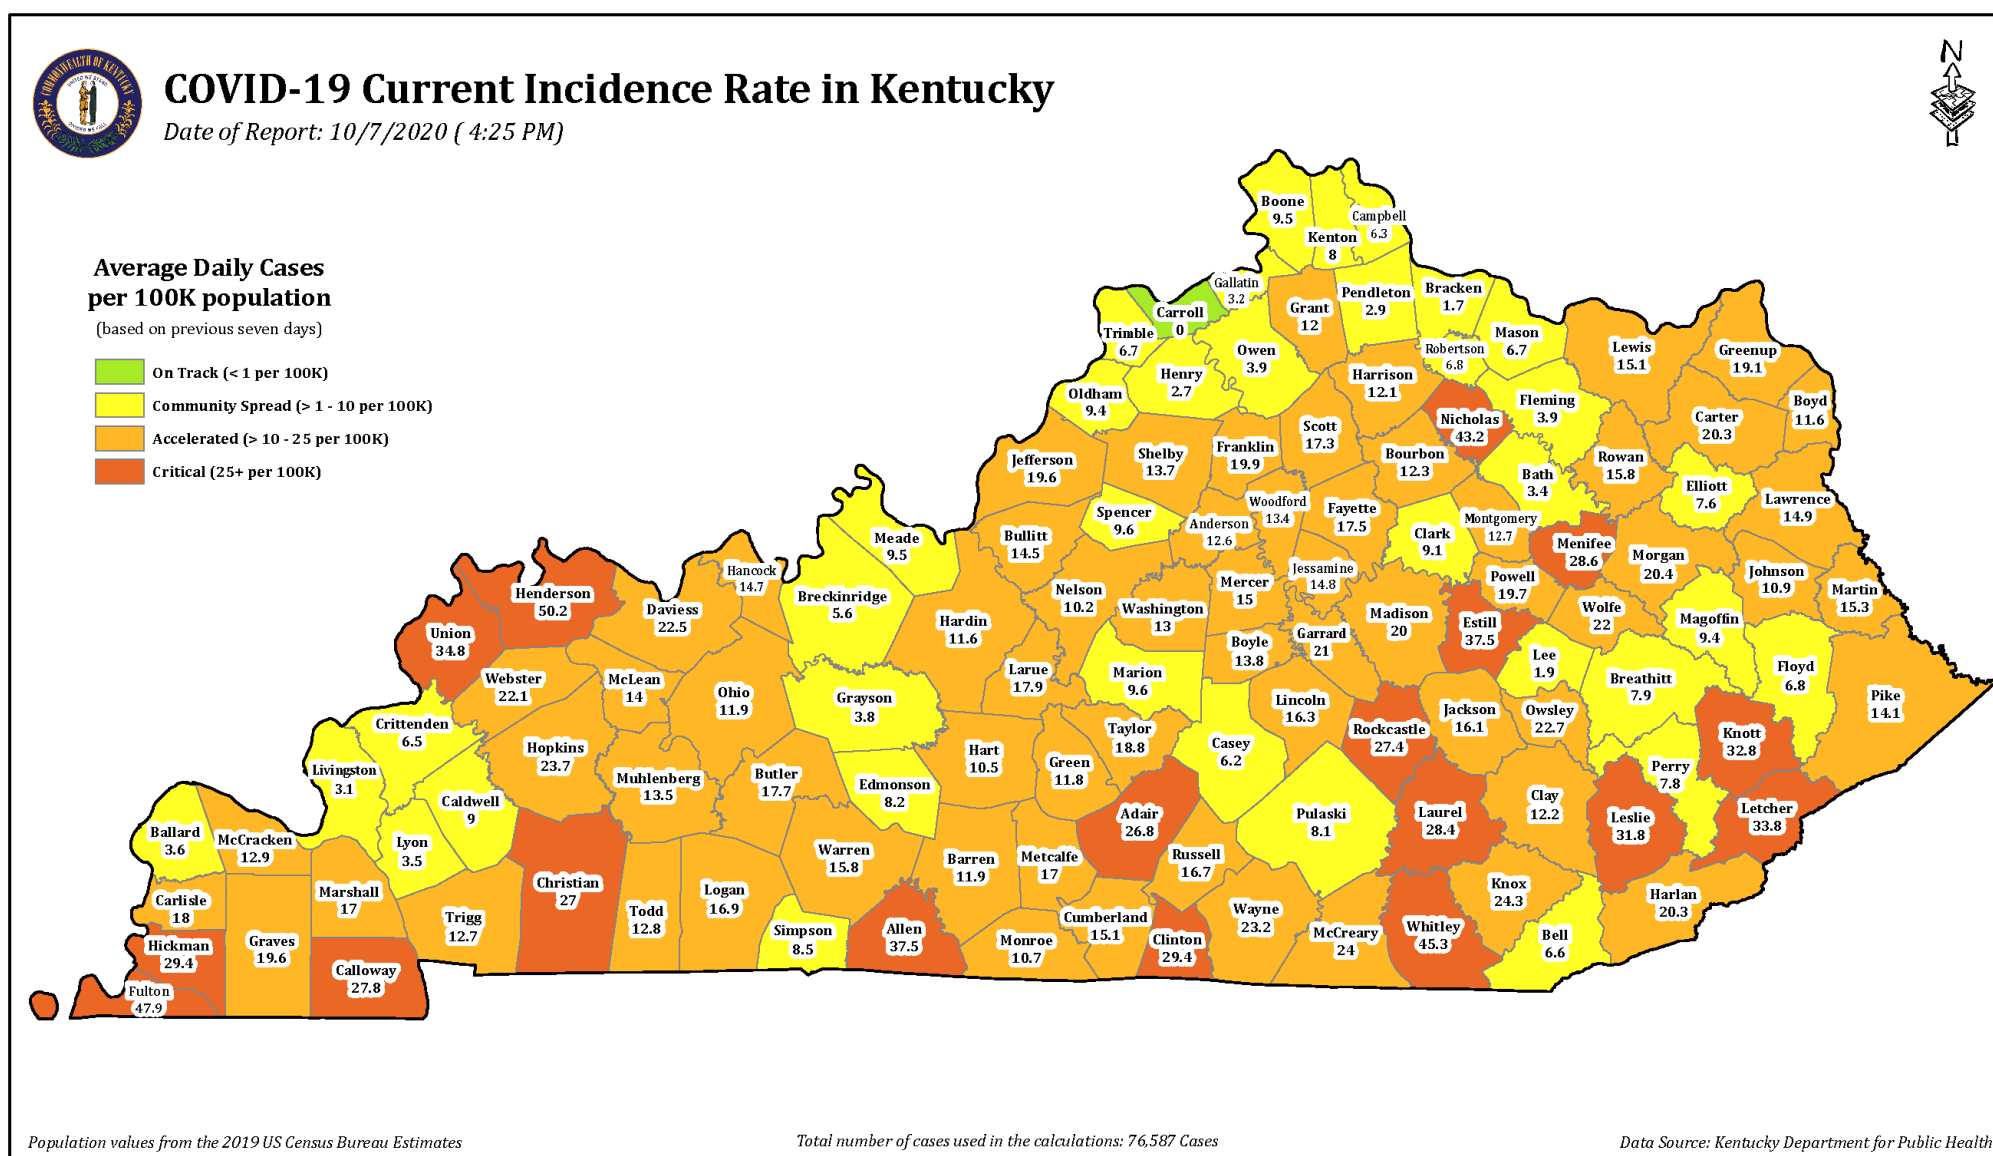 COVID-19 Current Incidence Rate in Kentucky
Date of Report: 10/7/2020 ( 4:25 PM)
N
COMMONWEALTH OF KENTUCKY
UNITED WE STAND
DIVIDED WE FALL
Average Daily Cases
per 100K population
(based on previous seven days)
On Track (< 1 per 100K)
Community Spread (> 1 - 10 per 100K)
Accelerated (> 10 - 25 per 100K)
Critical (25+ per 100K)
Boone
9.5
Campbell
6.3
Kenton
8
Gallatin
3.2
Carroll
0
Trimble
6.7
Grant
12
Pendleton
2.9
Bracken
1.7
Mason
6.7
Robertson
6.8
Lewis
15.1
Greenup
19.1
Owen
3.9
Henry
2.7
Oldham
9.4
Harrison
12.1
Nicholas
43.2
Fleming
3.9
Carter
20.3
Boyd
11.6
Jefferson
19.6
Shelby
13.7
Franklin
19.9
Scott
17.3
Bourbon
12.3
Bath
3.4
Rowan
15.8
Elliott
7.6
Lawrence
14.9
Spencer
9.6
Anderson
12.6
Woodford
13.4
Fayette
17.5
Clark
9.1
Montgomery
12.7
Menifee
28.6
Morgan
20.4
Johnson
10.9
Martin
15.3
Meade
9.5
Bullitt
14.5
Hancock
14.7
Breckinridge
5.6
Henderson
50.2
Daviess
22.5
Union
34.8
Hardin
11.6
Nelson
10.2
Washington
13
Mercer
15
Jessamine
14.8
Madison
20
Powell
19.7
Estill
37.5
Wolfe
22
Magoffin
9.4
Boyle
13.8
Garrard
21
Lee
1.9
Breathitt
7.9
Floyd
6.8
Pike
14.1
Webster
22.1
McLean
14
Ohio
11.9
Grayson
3.8
Larue
17.9
Marion
9.6
Lincoln
16.3
Rockcastle
27.4
Jackson
16.1
Owsley
22.7
Knott
32.8
Crittenden
6.5
Hopkins
23.7
Muhlenberg
13.5
Butler
17.7
Edmonson
8.2
Hart
10.5
Green
11.8
Taylor
18.8
Casey
6.2
Perry
7.8
Livingston
3.1
Caldwell
9
Adair
26.8
Pulaski
8.1
Laurel
28.4
Clay
12.2
Leslie
31.8
Letcher
33.8
Ballard
3.6
McCracken
12.9
Lyon
3.5
Warren
15.8
Barren
11.9
Metcalfe
17
Russell
16.7
Carlisle
18
Marshall
17
Christian
27
Logan
16.9
Knox
24.3
Harlan
20.3
Trigg
12.7
Todd
12.8
Simpson
8.5
Allen
37.5
Monroe
10.7
Cumberland
15.1
Clinton
29.4
Wayne
23.2
McCreary
24
Whitley
45.3
Bell
6.6
Hickman
29.4
Graves
19.6
Calloway
27.8
Fulton
47.9
Population values from the 2019 US Census Bureau Estimates
Total number of cases used in the calculations: 76,587 Cases
Data Source: Kentucky Department for Public Health